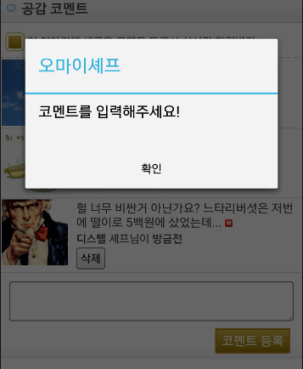 공감 코멘트
오마이셰프
코멘트를 입력해주세요!
확인
헐 너무 비싼거 아닌가요? 느타리버섯은 저번
에 떨이로 5백원에 샀었는데...
디스헬 셰프님이 방금전
삭제
코멘트 등록